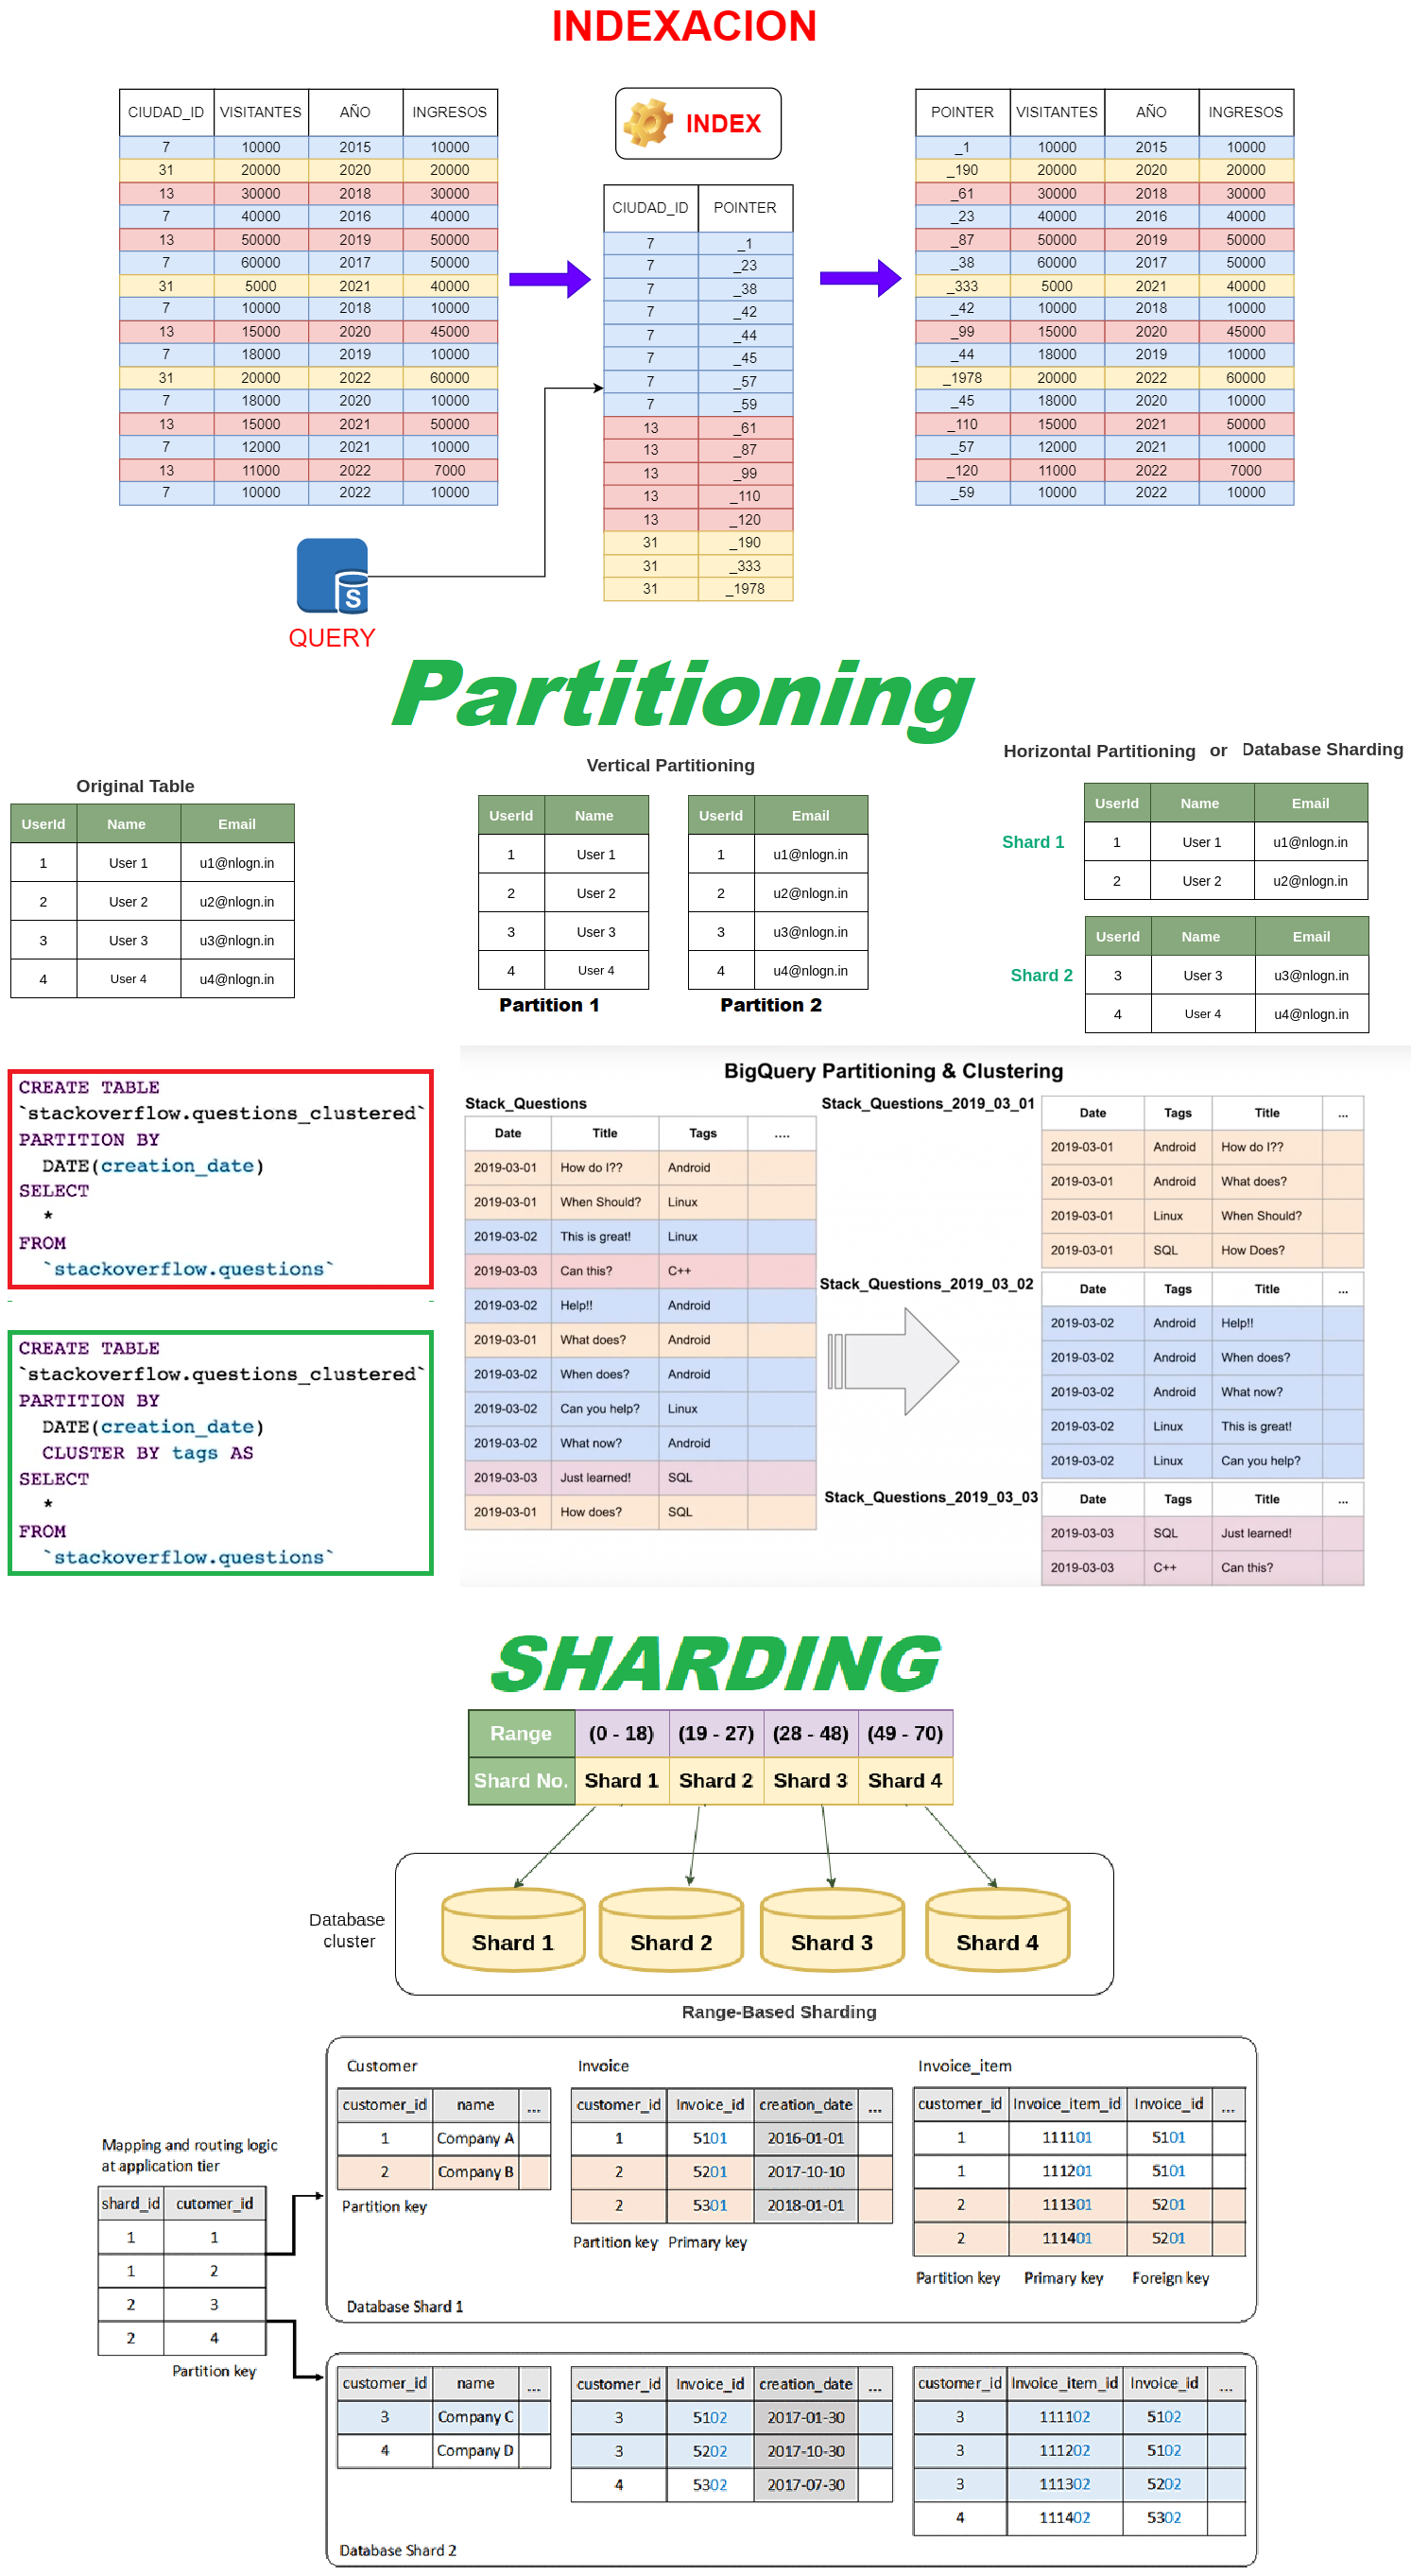 INDEXACION
CIUDAD_ID VISITANTES AÑO INGRESOS
7 10000 2015 10000
31 20000 2020 20000
13 30000 2018 30000
7 40000 2016 40000
13 50000 2019 50000
7 60000 2017 50000
31 5000 2021 40000
7 10000 2018 10000
13 15000 2020 45000
7 18000 2019 10000
31 20000 2022 60000
7 18000 2020 10000
13 15000 2021 50000
7 12000 2021 10000
13 11000 2022 7000
7 10000 2022 10000
INDEX
CIUDAD_ID POINTER
7 _1
7 _23
7 _38
7 _42
7 _44
7 _45
7 _57
7 _59
13 _61
13 _87
13 _99
13 _110
13 _120
31 _190
31 _333
31 _1978
POINTER VISITANTES AÑO INGRESOS
_1 10000 2015 10000
_190 20000 2020 20000
_61 30000 2018 30000
_23 40000 2016 40000
_87 50000 2019 50000
_38 60000 2017 50000
_333 5000 2021 40000
_42 10000 2018 10000
_99 15000 2020 45000
_44 18000 2019 10000
_1978 20000 2022 60000
_45 18000 2020 10000
_110 15000 2021 50000
_57 12000 2021 10000
_120 11000 2022 7000
_59 10000 2022 10000
S
QUERY
Partitioning
Original Table
UserId Name Email
1 User 1 u1@nlogn.in
2 User 2 u2@nlogn.in
3 User 3 u3@nlogn.in
4 User 4 u4@nlogn.in
Vertical Partitioning
UserId Name
1 User 1
2 User 2
3 User 3
4 User 4
Partition 1
UserId Email
1 u1@nlogn.in
2 u2@nlogn.in
3 u3@nlogn.in
4 u4@nlogn.in
Partition 2
Horizontal Partitioning or Database Sharding
Shard 1
UserId Name Email
1 User 1 u1@nlogn.in
2 User 2 u2@nlogn.in
Shard 2
UserId Name Email
3 User 3 u3@nlogn.in
4 User 4 u4@nlogn.in
CREATE TABLE
`stackoverflow.questions_clustered`
PARTITION BY
DATE(creation_date)
SELECT
*
FROM
`stackoverflow.questions`
CREATE TABLE
`stackoverflow.questions_clustered`
PARTITION BY
DATE(creation_date)
CLUSTER BY tags AS
SELECT
*
FROM
`stackoverflow.questions`
BigQuery Partitioning & Clustering
Stack_Questions
Date Title Tags ....
2019-03-01 How do I?? Android
2019-03-01 When Should? Linux
2019-03-02 This is great! Linux
2019-03-03 Can this? C++
2019-03-02 Help!! Android
2019-03-01 What does? Android
2019-03-02 When does? Android
2019-03-02 Can you help? Linux
2019-03-02 What now? Android
2019-03-03 Just learned! SQL
2019-03-01 How does? SQL
Stack_Questions_2019_03_01
Date Tags Title ...
2019-03-01 Android How do I??
2019-03-01 Android What does?
2019-03-01 Linux When Should?
2019-03-01 SQL How Does?
Stack_Questions_2019_03_02
Date Tags Title ...
2019-03-02 Android Help!!
2019-03-02 Android When does?
2019-03-02 Android What now?
2019-03-02 Linux This is great!
2019-03-02 Linux Can you help?
Stack_Questions_2019_03_03
Date Tags Title ...
2019-03-03 SQL Just learned!
2019-03-03 C++ Can this?
SHARDING
Range (0 - 18) (19 - 27) (28 - 48) (49 - 70)
Shard No. Shard 1 Shard 2 Shard 3 Shard 4
Database
cluster
Shard 1 Shard 2 Shard 3 Shard 4
Range-Based Sharding
Mapping and routing logic
at application tier
shard_id cutomer_id
1 1
1 2
2 3
2 4
Partition key
Customer
customer_id name ...
1 Company A
2 Company B
Partition key
Invoice
customer_id Invoice_id creation_date ...
1 5101 2016-01-01
2 5201 2017-10-10
2 5301 2018-01-01
Partition key Primary key
Invoice_item
customer_id Invoice_item_id Invoice_id ...
1 111101 5101
1 111201 5101
2 111301 5201
2 111401 5201
Partition key Primary key Foreign key
Database Shard 1
customer_id name ...
3 Company C
4 Company D
customer_id Invoice_id creation_date ...
3 5102 2017-01-30
3 5202 2017-10-30
4 5302 2017-07-30
customer_id Invoice_item_id Invoice_id ...
3 111102 5102
3 111202 5102
3 111302 5202
4 111402 5302
Database Shard 2